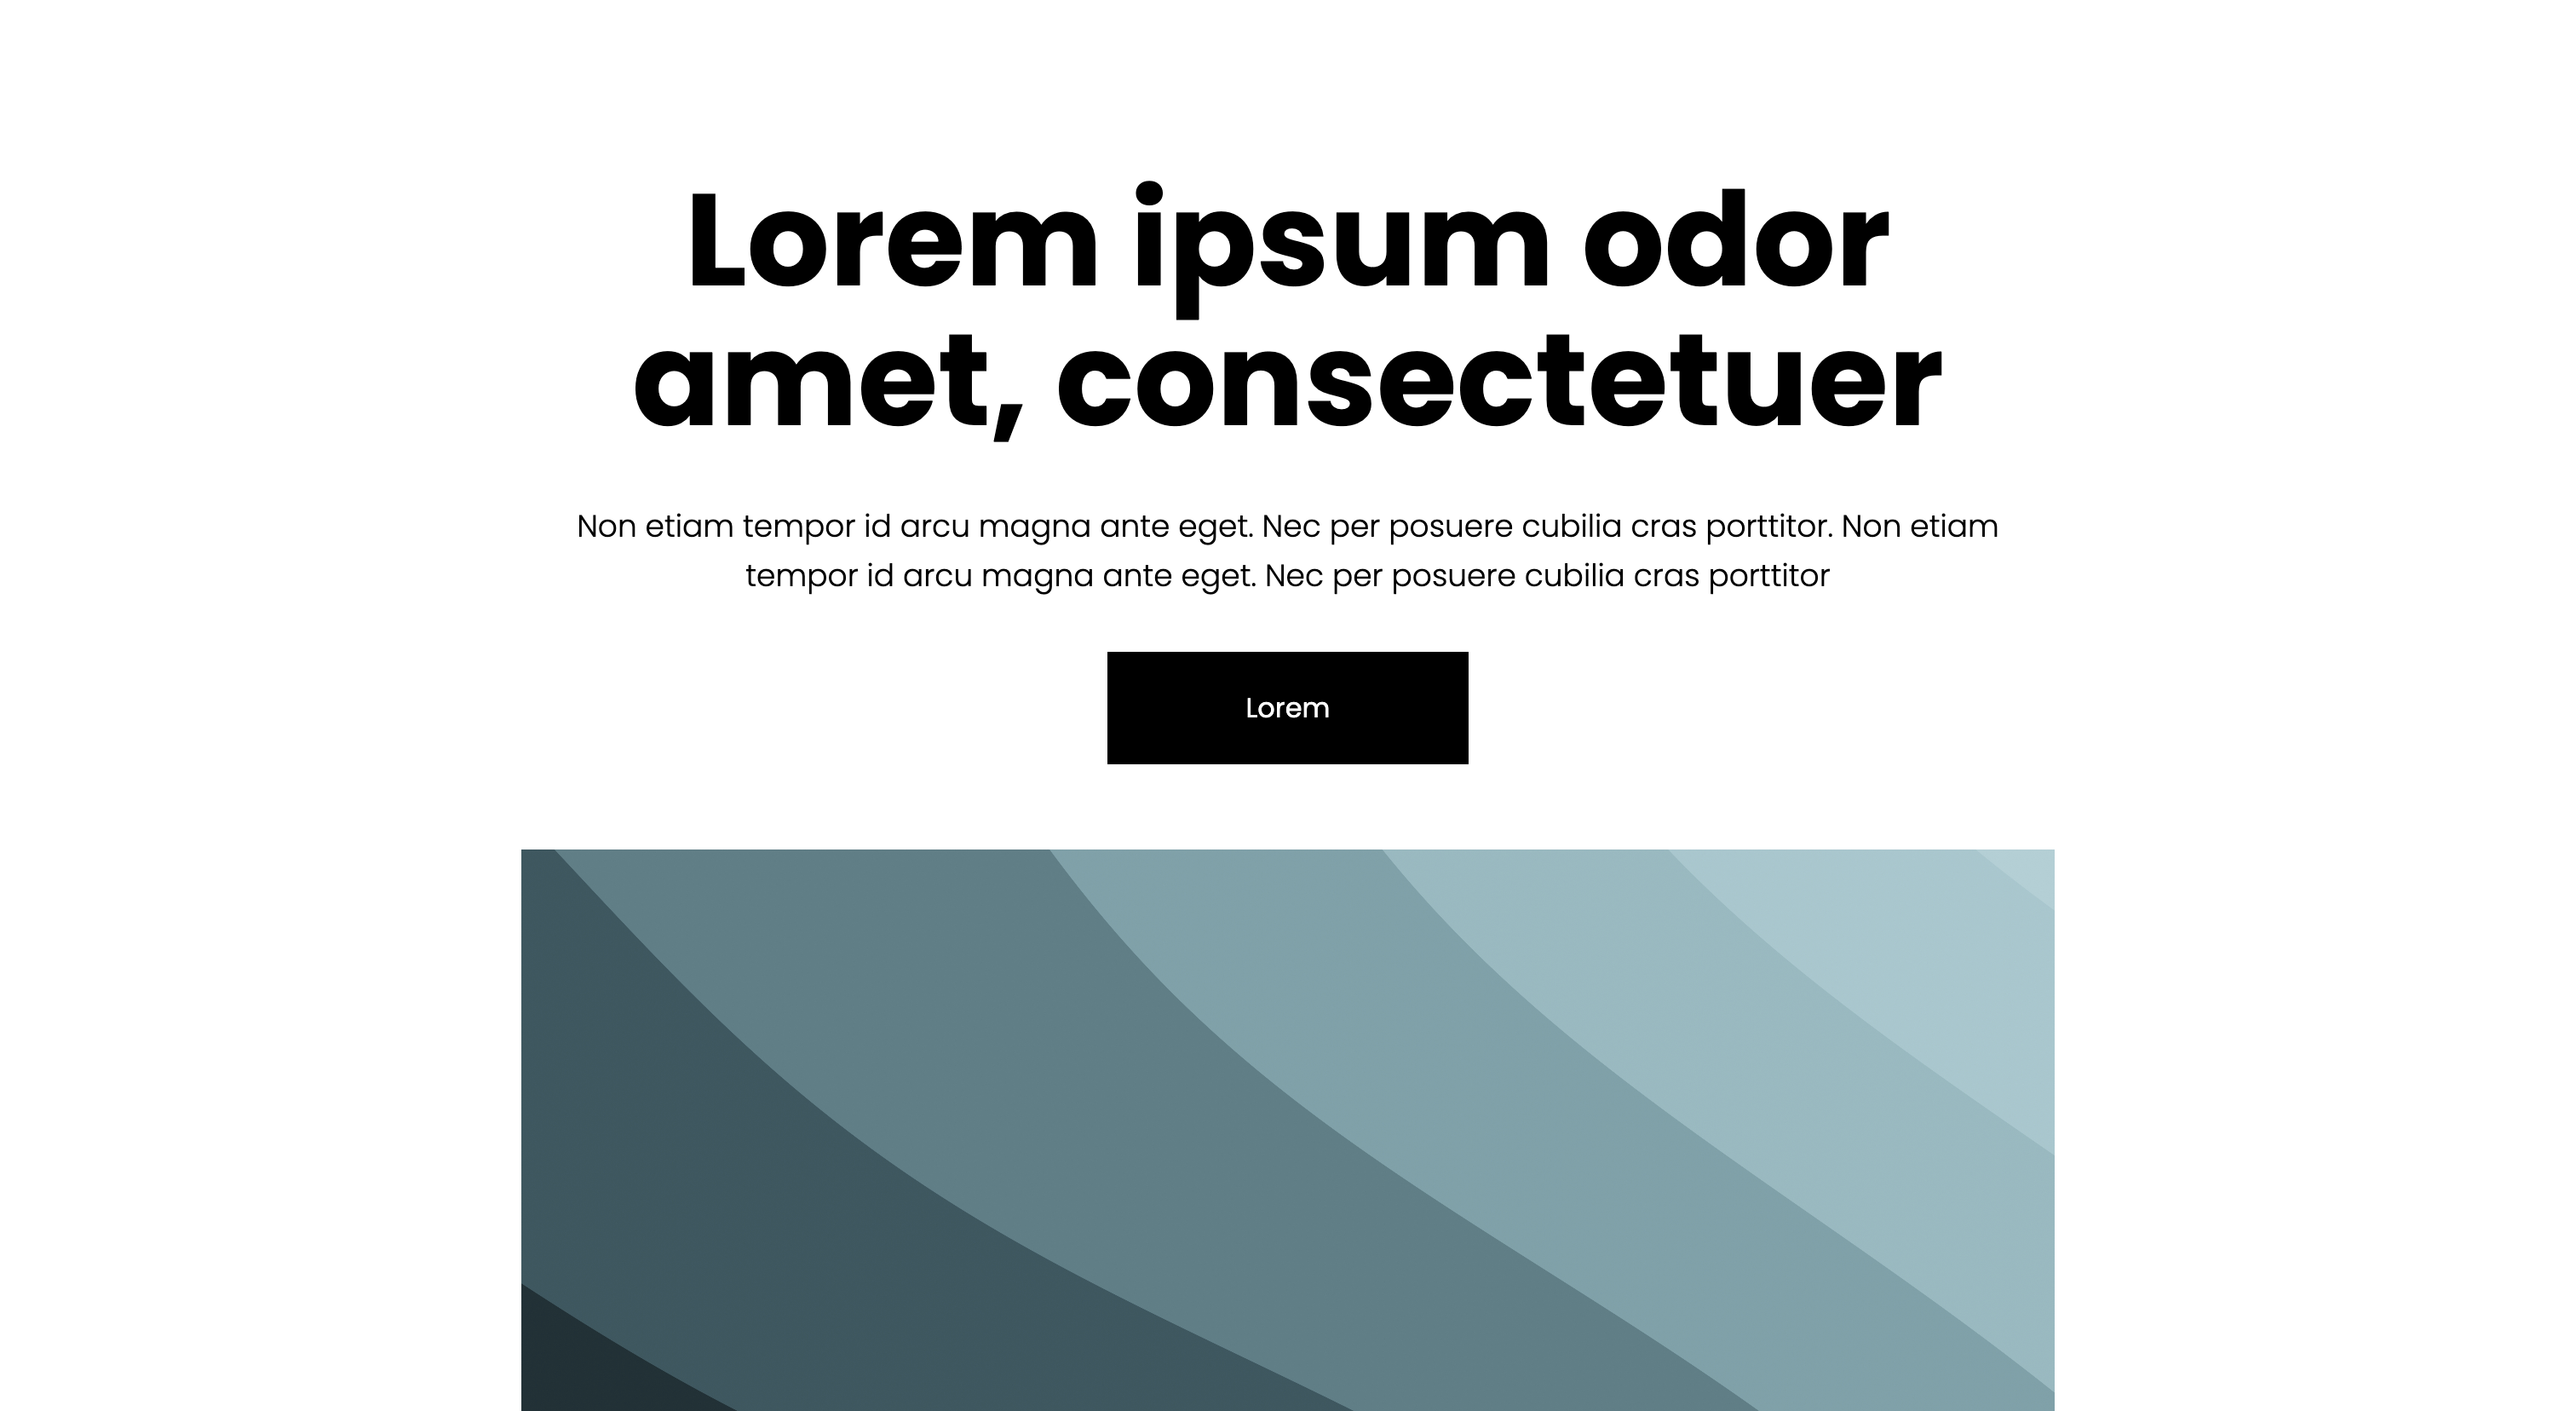 Lorem ipsum odor
amet, consectetuer
Non etiam tempor id arcu magna ante eget. Nec per posuere cubilia cras porttitor. Non etiam
tempor id arcu magna ante eget. Nec per posuere cubilia cras porttitor
Lorem